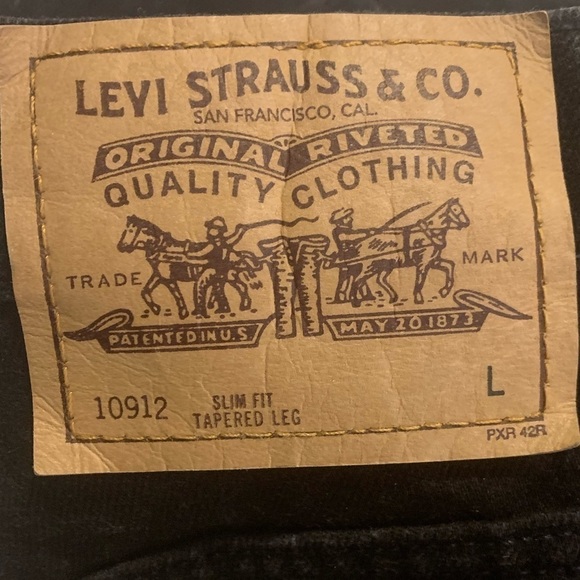 LEVI STRAUSS & CO.
SAN FRANCISCO, CAL.
ORIGINAL RIVETED
QUALITY CLOTHING
TRADE MARK
PATENTED IN U.S MAY 20 1873
10912 SLIM FIT L
TAPERED LEG
PXR 42R